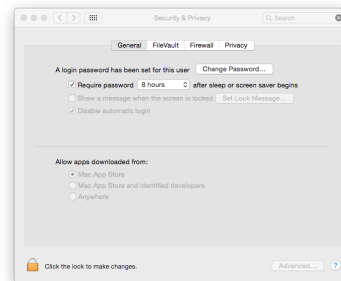 Security & Privacy
Search
General FileVault Firewall Privacy
A login password has been set for this user Change Password...
Require password 8 hours after sleep or screen saver begins
Show a message when the screen is locked Set Lock Message...
Disable automatic login
Allow apps downloaded from:
Mac App Store
Mac App Store and identified developers
Anywhere
Click the lock to make changes.
Advanced...
?